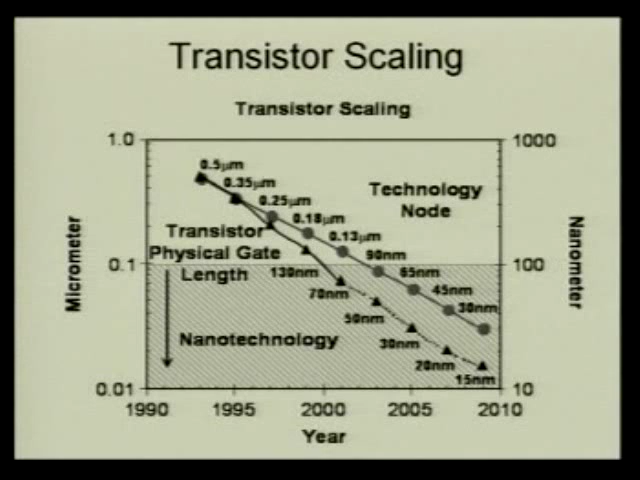 Transistor Scaling
Transistor Scaling
1.0
1000
0.5µm
0.35µm
Technology
Node
0.25µm
0.18µm
Transistor
Physical Gate
Length
0.13µm
90nm
Micrometer
Nanometer
0.1
100
130nm
65nm
70nm
45nm
30nm
50nm
Nanotechnology
30nm
20nm
15nm
0.01
10
1990
1995
2000
2005
2010
Year